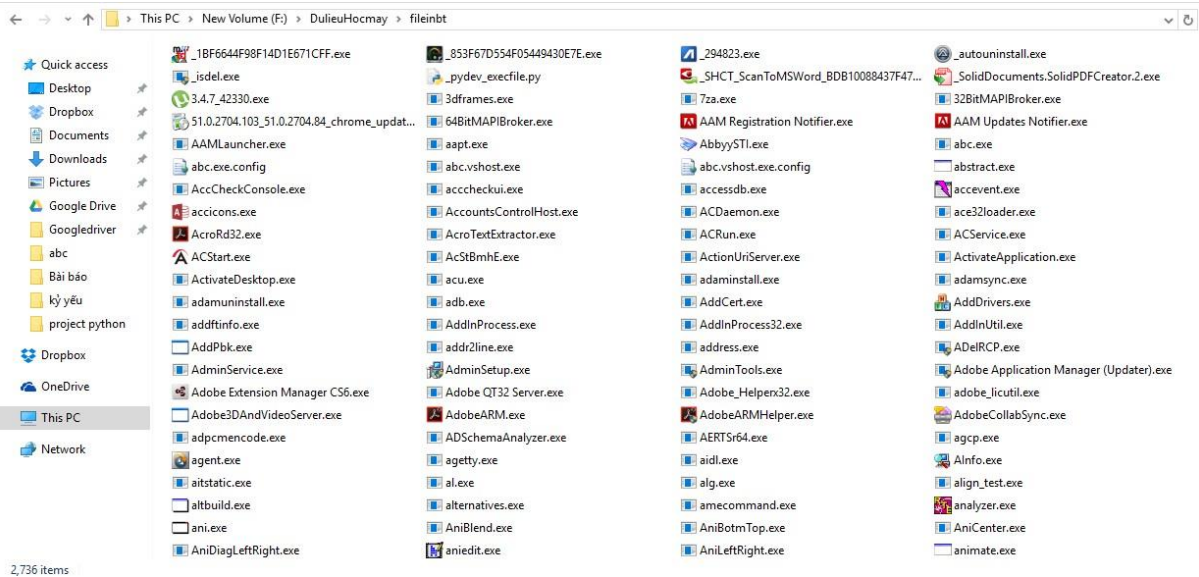 This PC > New Volume (F:) > DulieuHocmay > fileinbt
Quick access
Desktop
Dropbox
Documents
Downloads
Pictures
Google Drive
Googledriver
abc
Bài báo
kỷ yếu
project python
Dropbox
OneDrive
This PC
Network
_1BF6644F98F14D1E671CFF.exe _853F67D554F05449430E7E.exe _294823.exe _autouninstall.exe
_isdel.exe _pydev_execfile.py _SHCT_ScanToMSWord_BDB10088437F47... _SolidDocuments.SolidPDFCreator.2.exe
3.4.7_42330.exe 3dframes.exe 7za.exe 32BitMAPIBroker.exe
51.0.2704.103_51.0.2704.84_chrome_updat... 64BitMAPIBroker.exe AAM Registration Notifier.exe AAM Updates Notifier.exe
AAMLauncher.exe aapt.exe AbbyySTI.exe abc.exe
abc.exe.config abc.vshost.exe abc.vshost.exe.config abstract.exe
AccCheckConsole.exe acccheckui.exe accessdb.exe accevent.exe
accicons.exe AccountsControlHost.exe ACDaemon.exe ace32loader.exe
AcroRd32.exe AcroTextExtractor.exe ACRun.exe ACService.exe
ACStart.exe AcStBmhE.exe ActionUriServer.exe ActivateApplication.exe
ActivateDesktop.exe acu.exe adaminstall.exe adamsync.exe
adamuninstall.exe adb.exe AddCert.exe AddDrivers.exe
addftinfo.exe AddInProcess.exe AddInProcess32.exe AddInUtil.exe
AddPbk.exe addr2line.exe address.exe ADelRCP.exe
AdminService.exe AdminSetup.exe AdminTools.exe Adobe Application Manager (Updater).exe
Adobe Extension Manager CS6.exe Adobe QT32 Server.exe Adobe_Helperx32.exe adobe_licutil.exe
Adobe3DAndVideoServer.exe AdobeARM.exe AdobeARMHelper.exe AdobeCollabSync.exe
adpcmencode.exe ADSchemaAnalyzer.exe AERTSr64.exe agcp.exe
agent.exe agetty.exe aidl.exe AInfo.exe
aitstatic.exe al.exe alg.exe align_test.exe
altbuild.exe alternatives.exe amecommand.exe analyzer.exe
ani.exe AniBlend.exe AniBotmTop.exe AniCenter.exe
AniDiagLeftRight.exe aniedit.exe AniLeftRight.exe animate.exe
2,736 items